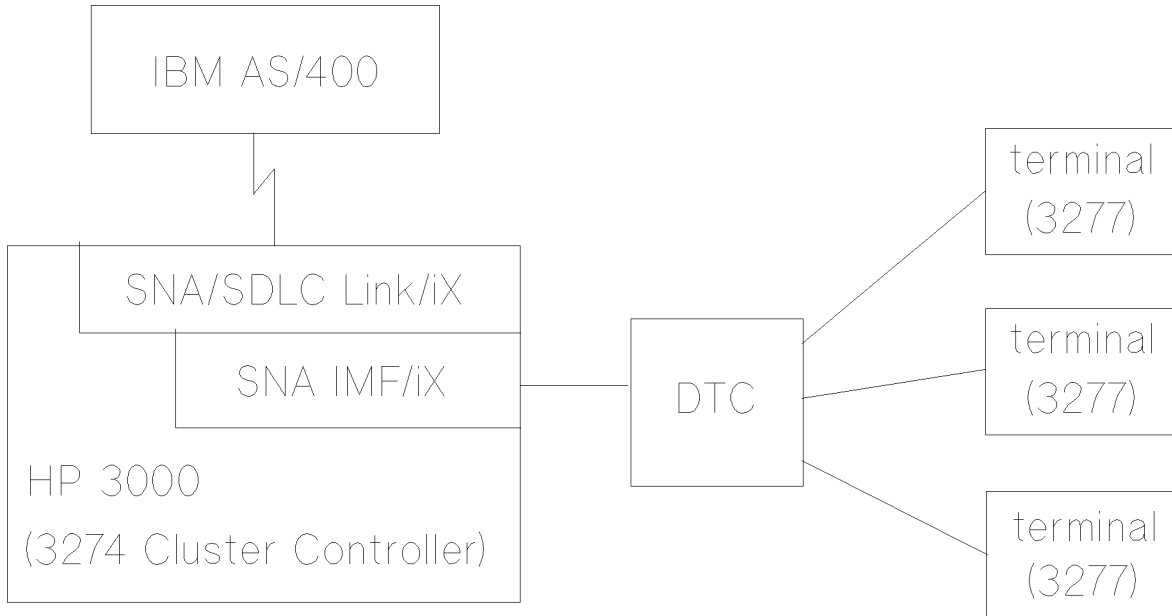 IBM AS/400
SNA/SDLC Link/iX
SNA IMF/iX
HP 3000
(3274 Cluster Controller)
DTC
terminal
(3277)
terminal
(3277)
terminal
(3277)